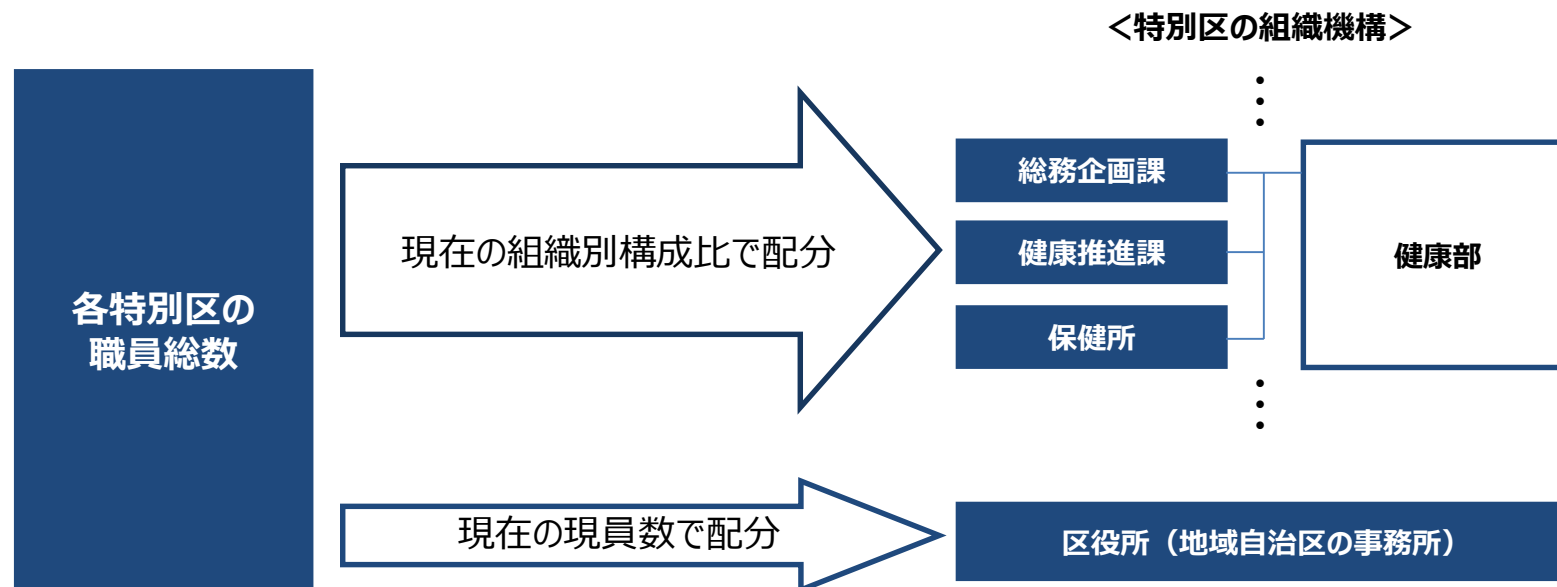 ＜特別区の組織機構＞
各特別区の
職員総数
現在の組織別構成比で配分
総務企画課
健康推進課
保健所
健康部
現在の現員数で配分
区役所（地域自治区の事務所）